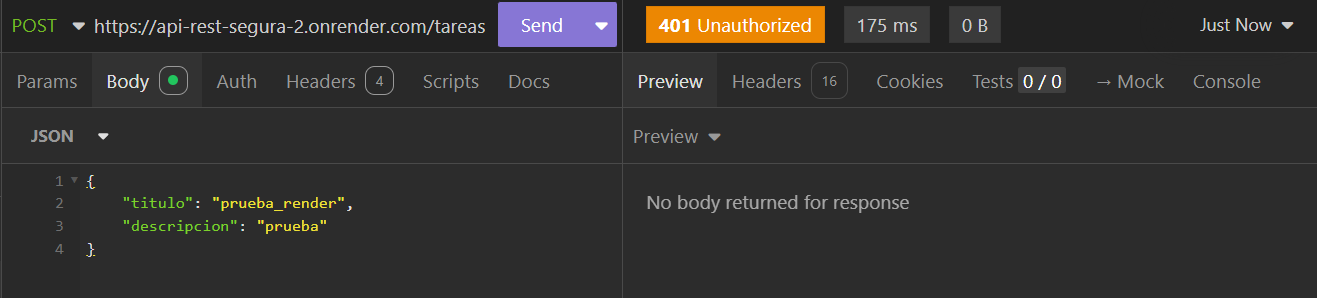 POST https://api-rest-segura-2.onrender.com/tareas Send 401 Unauthorized 175 ms 0 B Just Now
Params Body Auth Headers 4 Scripts Docs Preview Headers 16 Cookies Tests 0 / 0 → Mock Console
JSON Preview
1 {
2 "titulo": "prueba_render",
3 "descripcion": "prueba"
4 }
No body returned for response